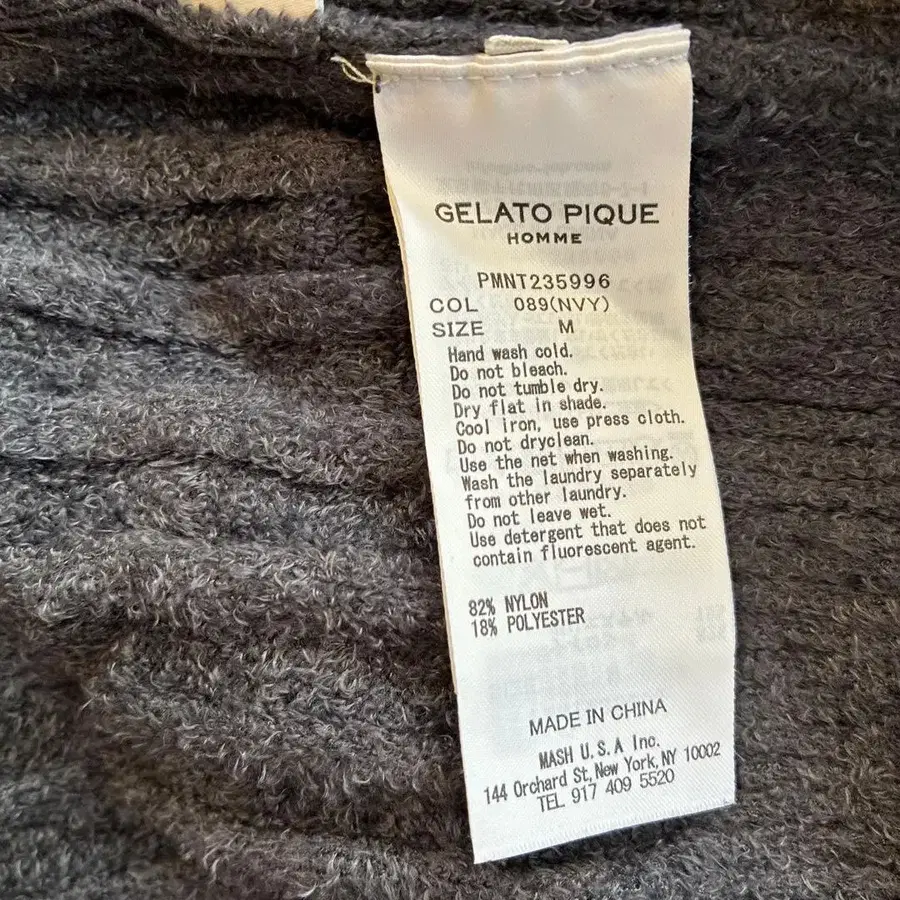 GELATO PIQUE
HOMME
PMNT235996
COL 089(NVY)
SIZE M
Hand wash cold.
Do not bleach.
Do not tumble dry.
Dry flat in shade.
Cool iron, use press cloth.
Do not dryclean.
Use the net when washing.
Wash the laundry separately
from other laundry.
Do not leave wet.
Use detergent that does not
contain fluorescent agent.
82% NYLON
18% POLYESTER
MADE IN CHINA
MASH U.S.A Inc.
144 Orchard St, New York, NY 10002
TEL 917 409 5520